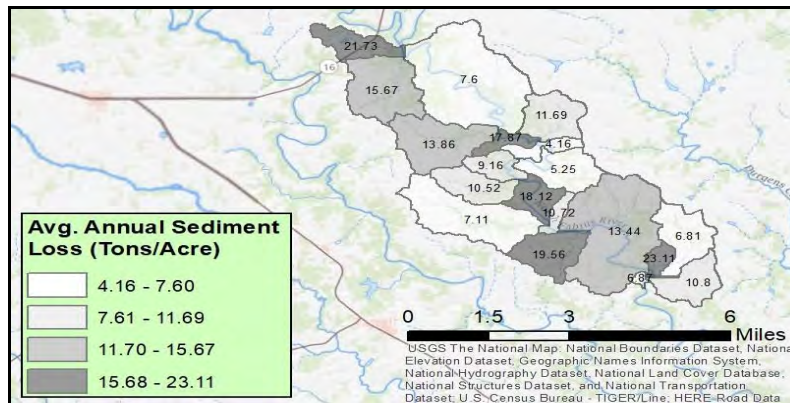 21.73
16
7.6
15.67
11.69
17.87
13.86
4.16
9.16
5.25
10.52
18.12
10.72
7.11
Fabius River
13.44
6.81
19.56
23.11
6.87
10.8
Avg. Annual Sediment
Loss (Tons/Acre)
4.16 - 7.60
7.61 - 11.69
11.70 - 15.67
15.68 - 23.11
0 1.5 3 6
Miles
USGS The National Map: National Boundaries Dataset, National
Elevation Dataset, Geographic Names Information System,
National Hydrography Dataset, National Land Cover Database,
National Structures Dataset, and National Transportation
Dataset; U.S. Census Bureau - TIGER/Line; HERE Road Data